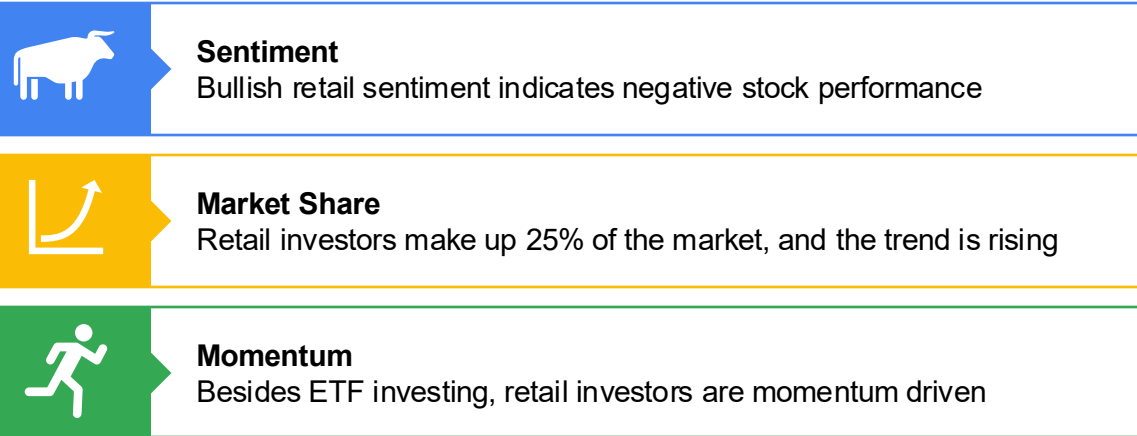 Sentiment
Bullish retail sentiment indicates negative stock performance
Market Share
Retail investors make up 25% of the market, and the trend is rising
Momentum
Besides ETF investing, retail investors are momentum driven